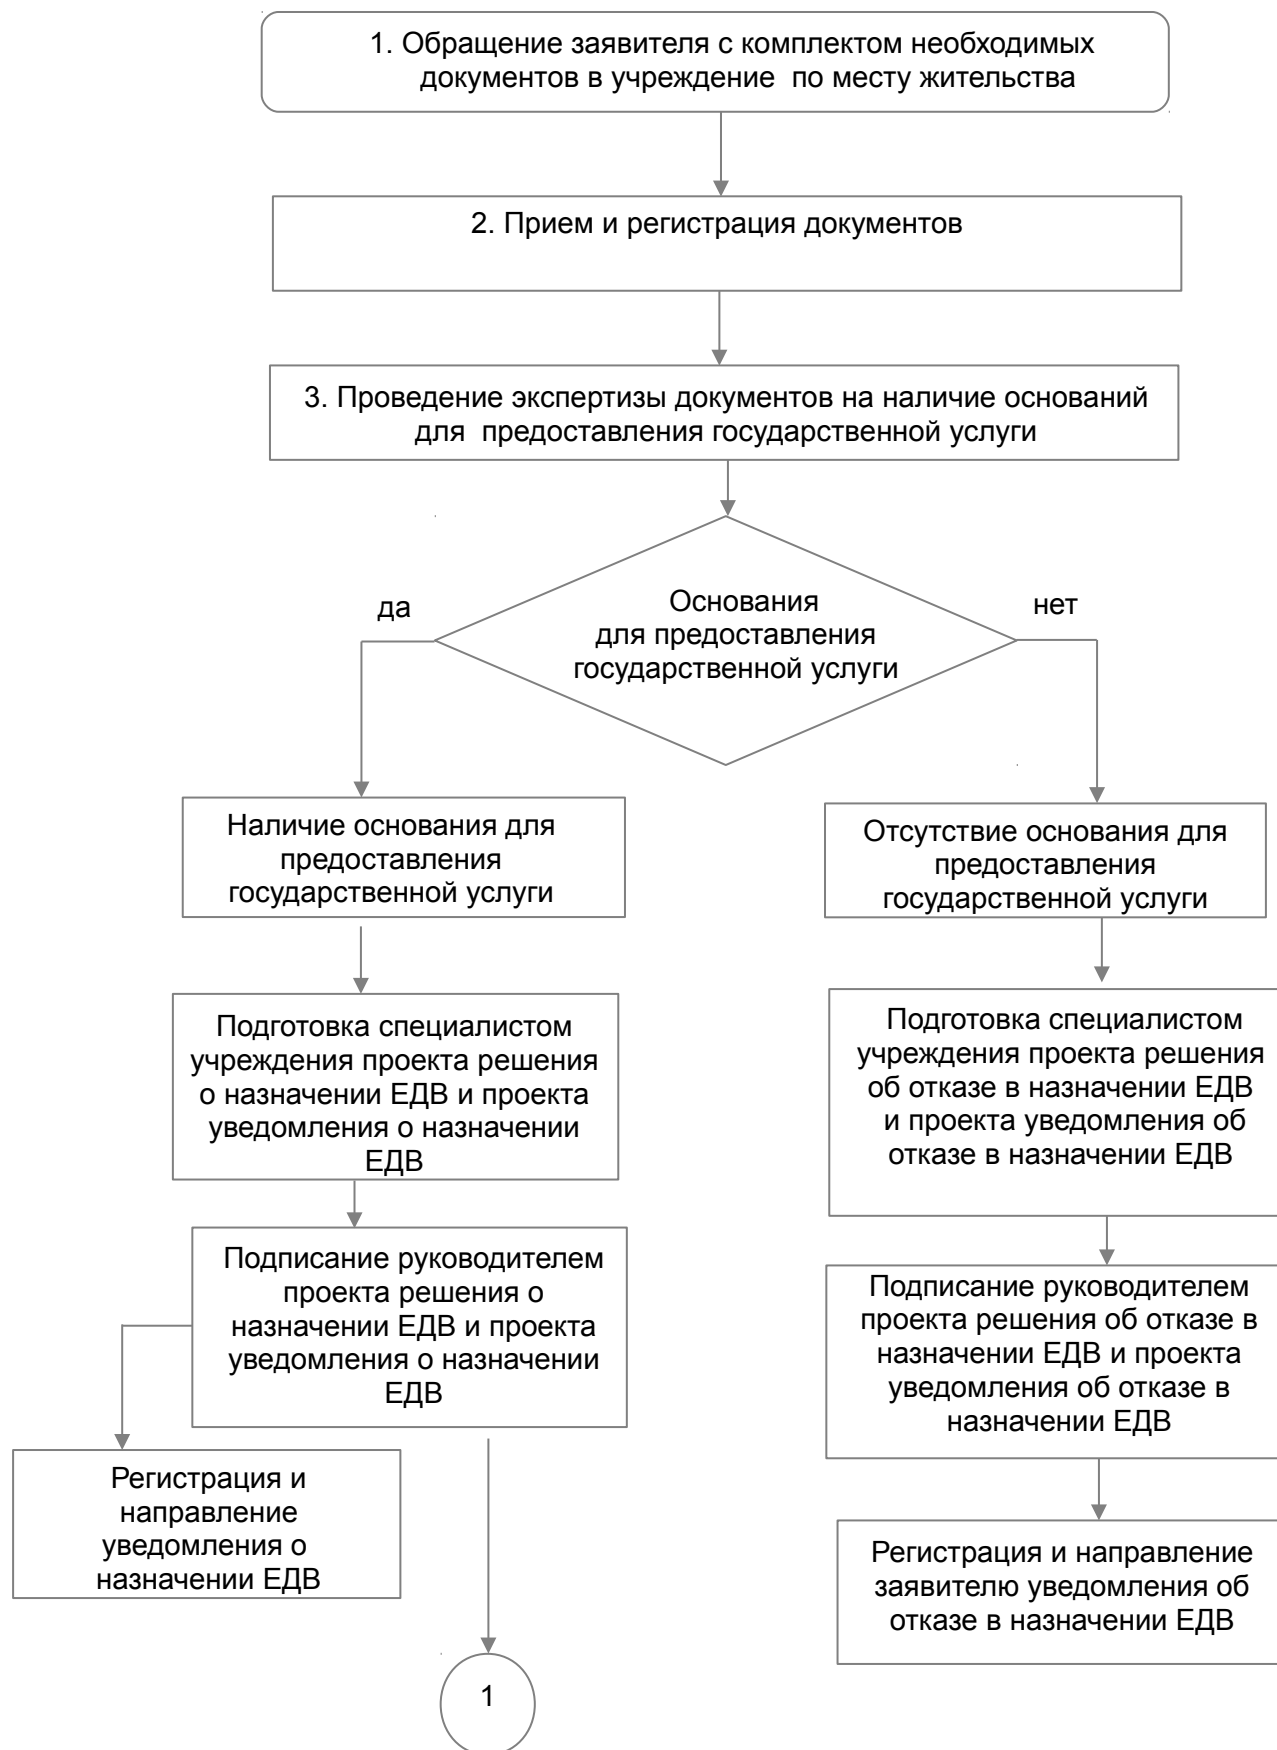 1. Обращение заявителя с комплектом необходимых
документов в учреждение по месту жительства
2. Прием и регистрация документов
3. Проведение экспертизы документов на наличие оснований
для предоставления государственной услуги
да
Основания
для предоставления
государственной услуги
нет
Наличие основания для
предоставления
государственной услуги
Отсутствие основания для
предоставления
государственной услуги
Подготовка специалистом
учреждения проекта решения
о назначении ЕДВ и проекта
уведомления о назначении
ЕДВ
Подготовка специалистом
учреждения проекта решения
об отказе в назначении ЕДВ
и проекта уведомления об
отказе в назначении ЕДВ
Подписание руководителем
проекта решения о
назначении ЕДВ и проекта
уведомления о назначении
ЕДВ
Подписание руководителем
проекта решения об отказе в
назначении ЕДВ и проекта
уведомления об отказе в
назначении ЕДВ
Регистрация и
направление
уведомления о
назначении ЕДВ
Регистрация и направление
заявителю уведомления об
отказе в назначении ЕДВ
1